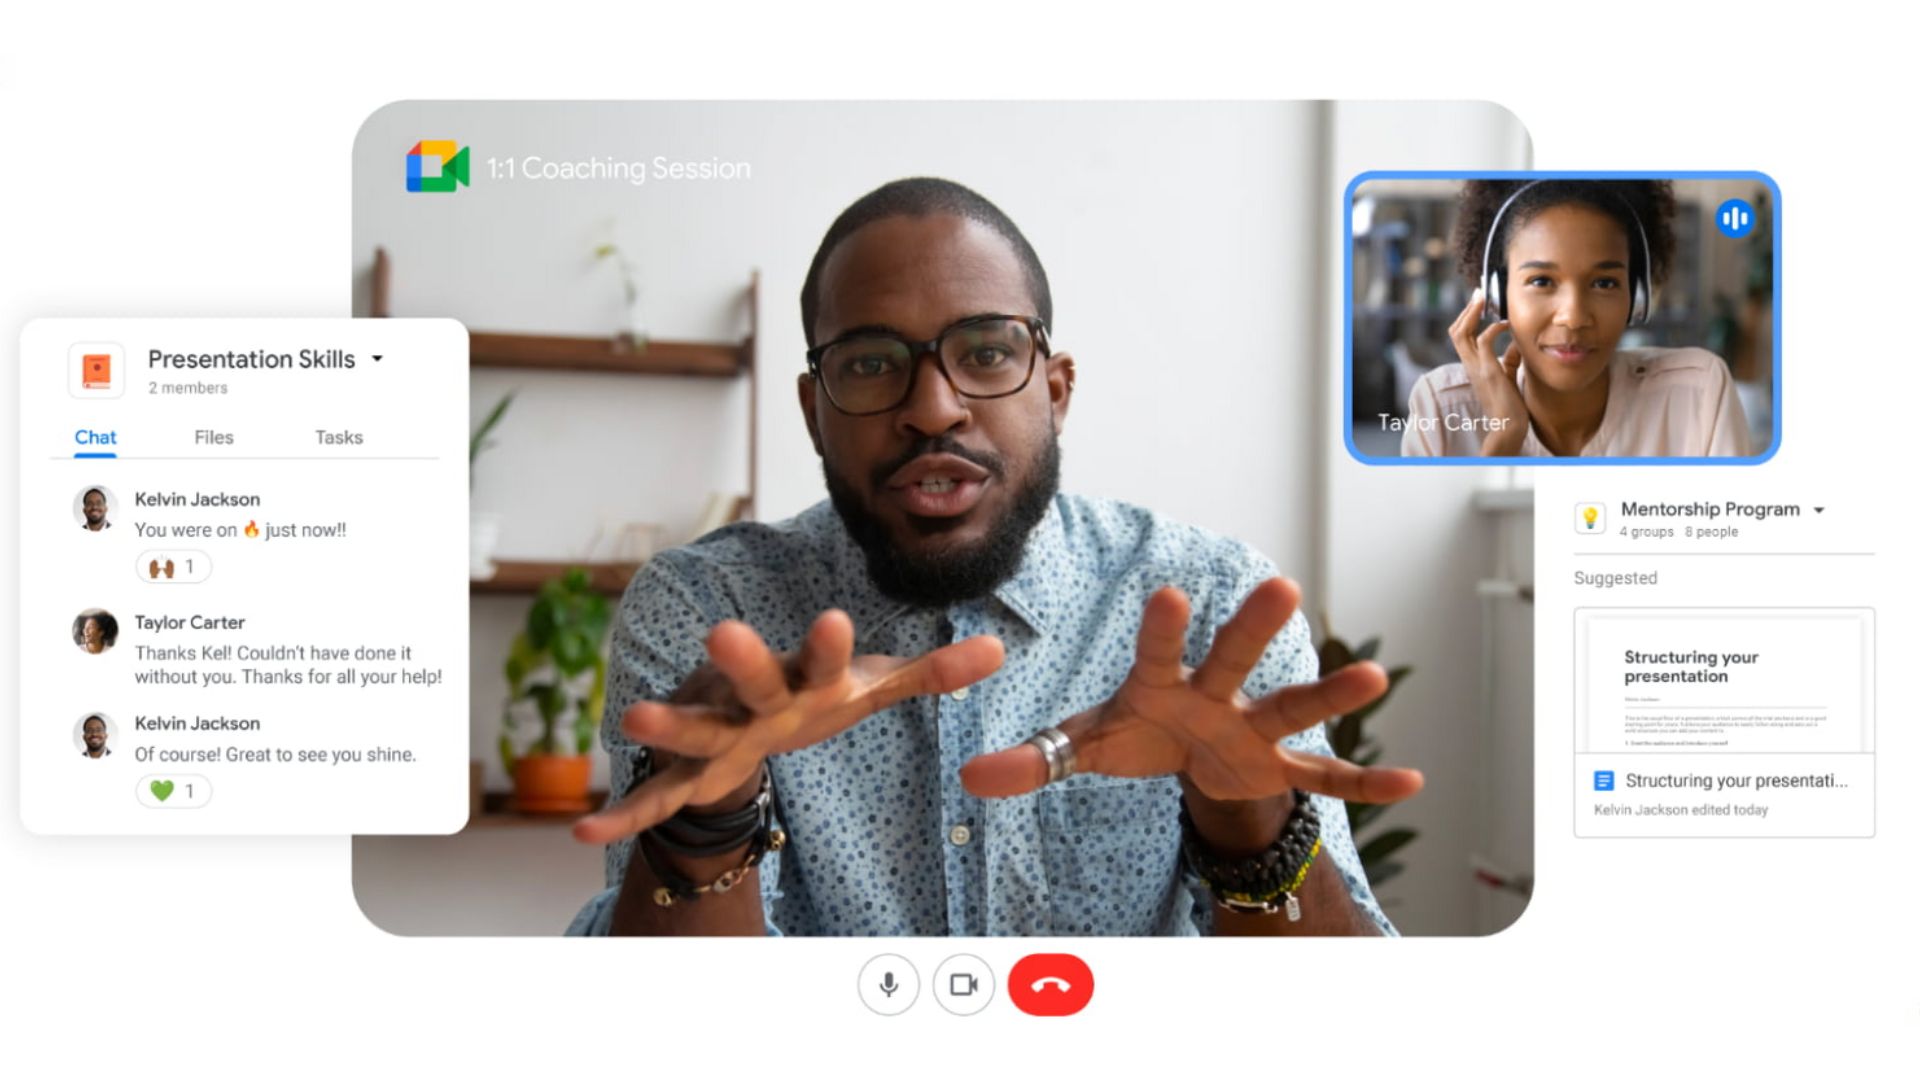 1:1 Coaching Session
Presentation Skills
2 members
Chat Files Tasks
Kelvin Jackson
You were on 🔥 just now!!
🙌🏾 1
Taylor Carter
Thanks Kel! Couldn't have done it
without you. Thanks for all your help!
Kelvin Jackson
Of course! Great to see you shine.
💚 1
Taylor Carter
Mentorship Program
4 groups 8 people
Suggested
Structuring your
presentation
Structuring your presentati...
Kelvin Jackson edited today